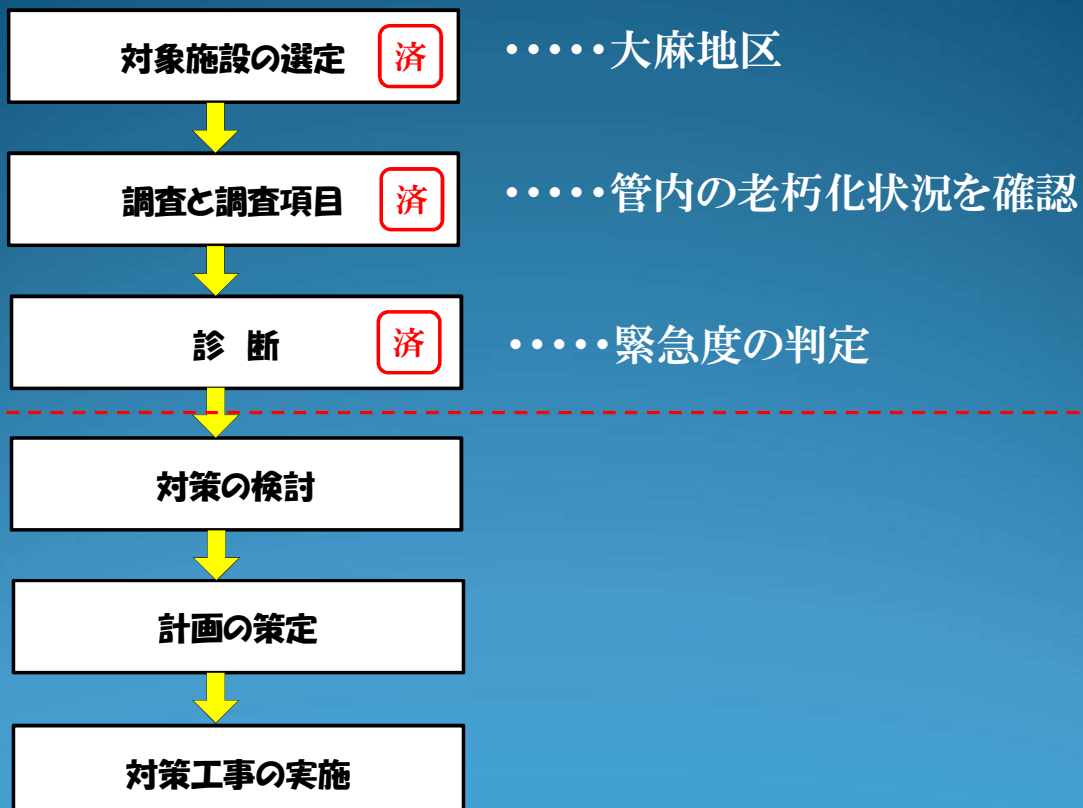 対象施設の選定 済 ・・・・・大麻地区
調査と調査項目 済 ・・・・・管内の老朽化状況を確認
診 断 済 ・・・・・緊急度の判定
対策の検討
計画の策定
対策工事の実施